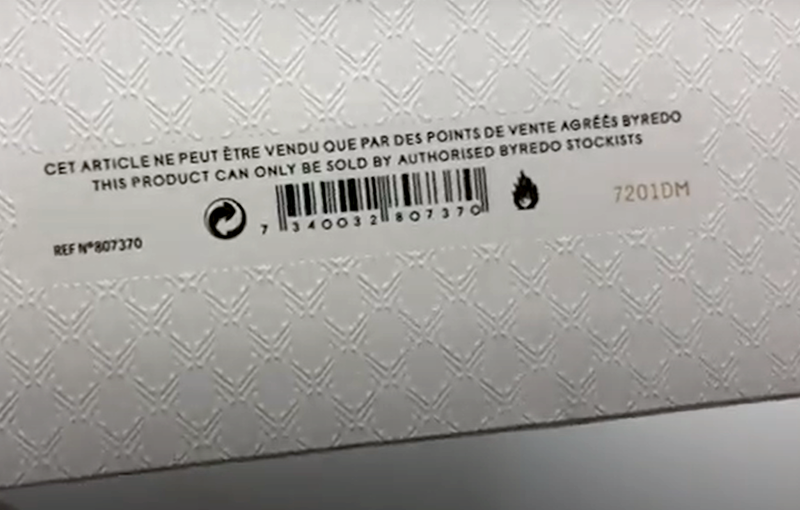 CET ARTICLE NE PEUT ÊTRE VENDU QUE PAR DES POINTS DE VENTE AGRÉÉS BYREDO
THIS PRODUCT CAN ONLY BE SOLD BY AUTHORISED BYREDO STOCKISTS
7 340032 807370
7201DM
REF Nº807370